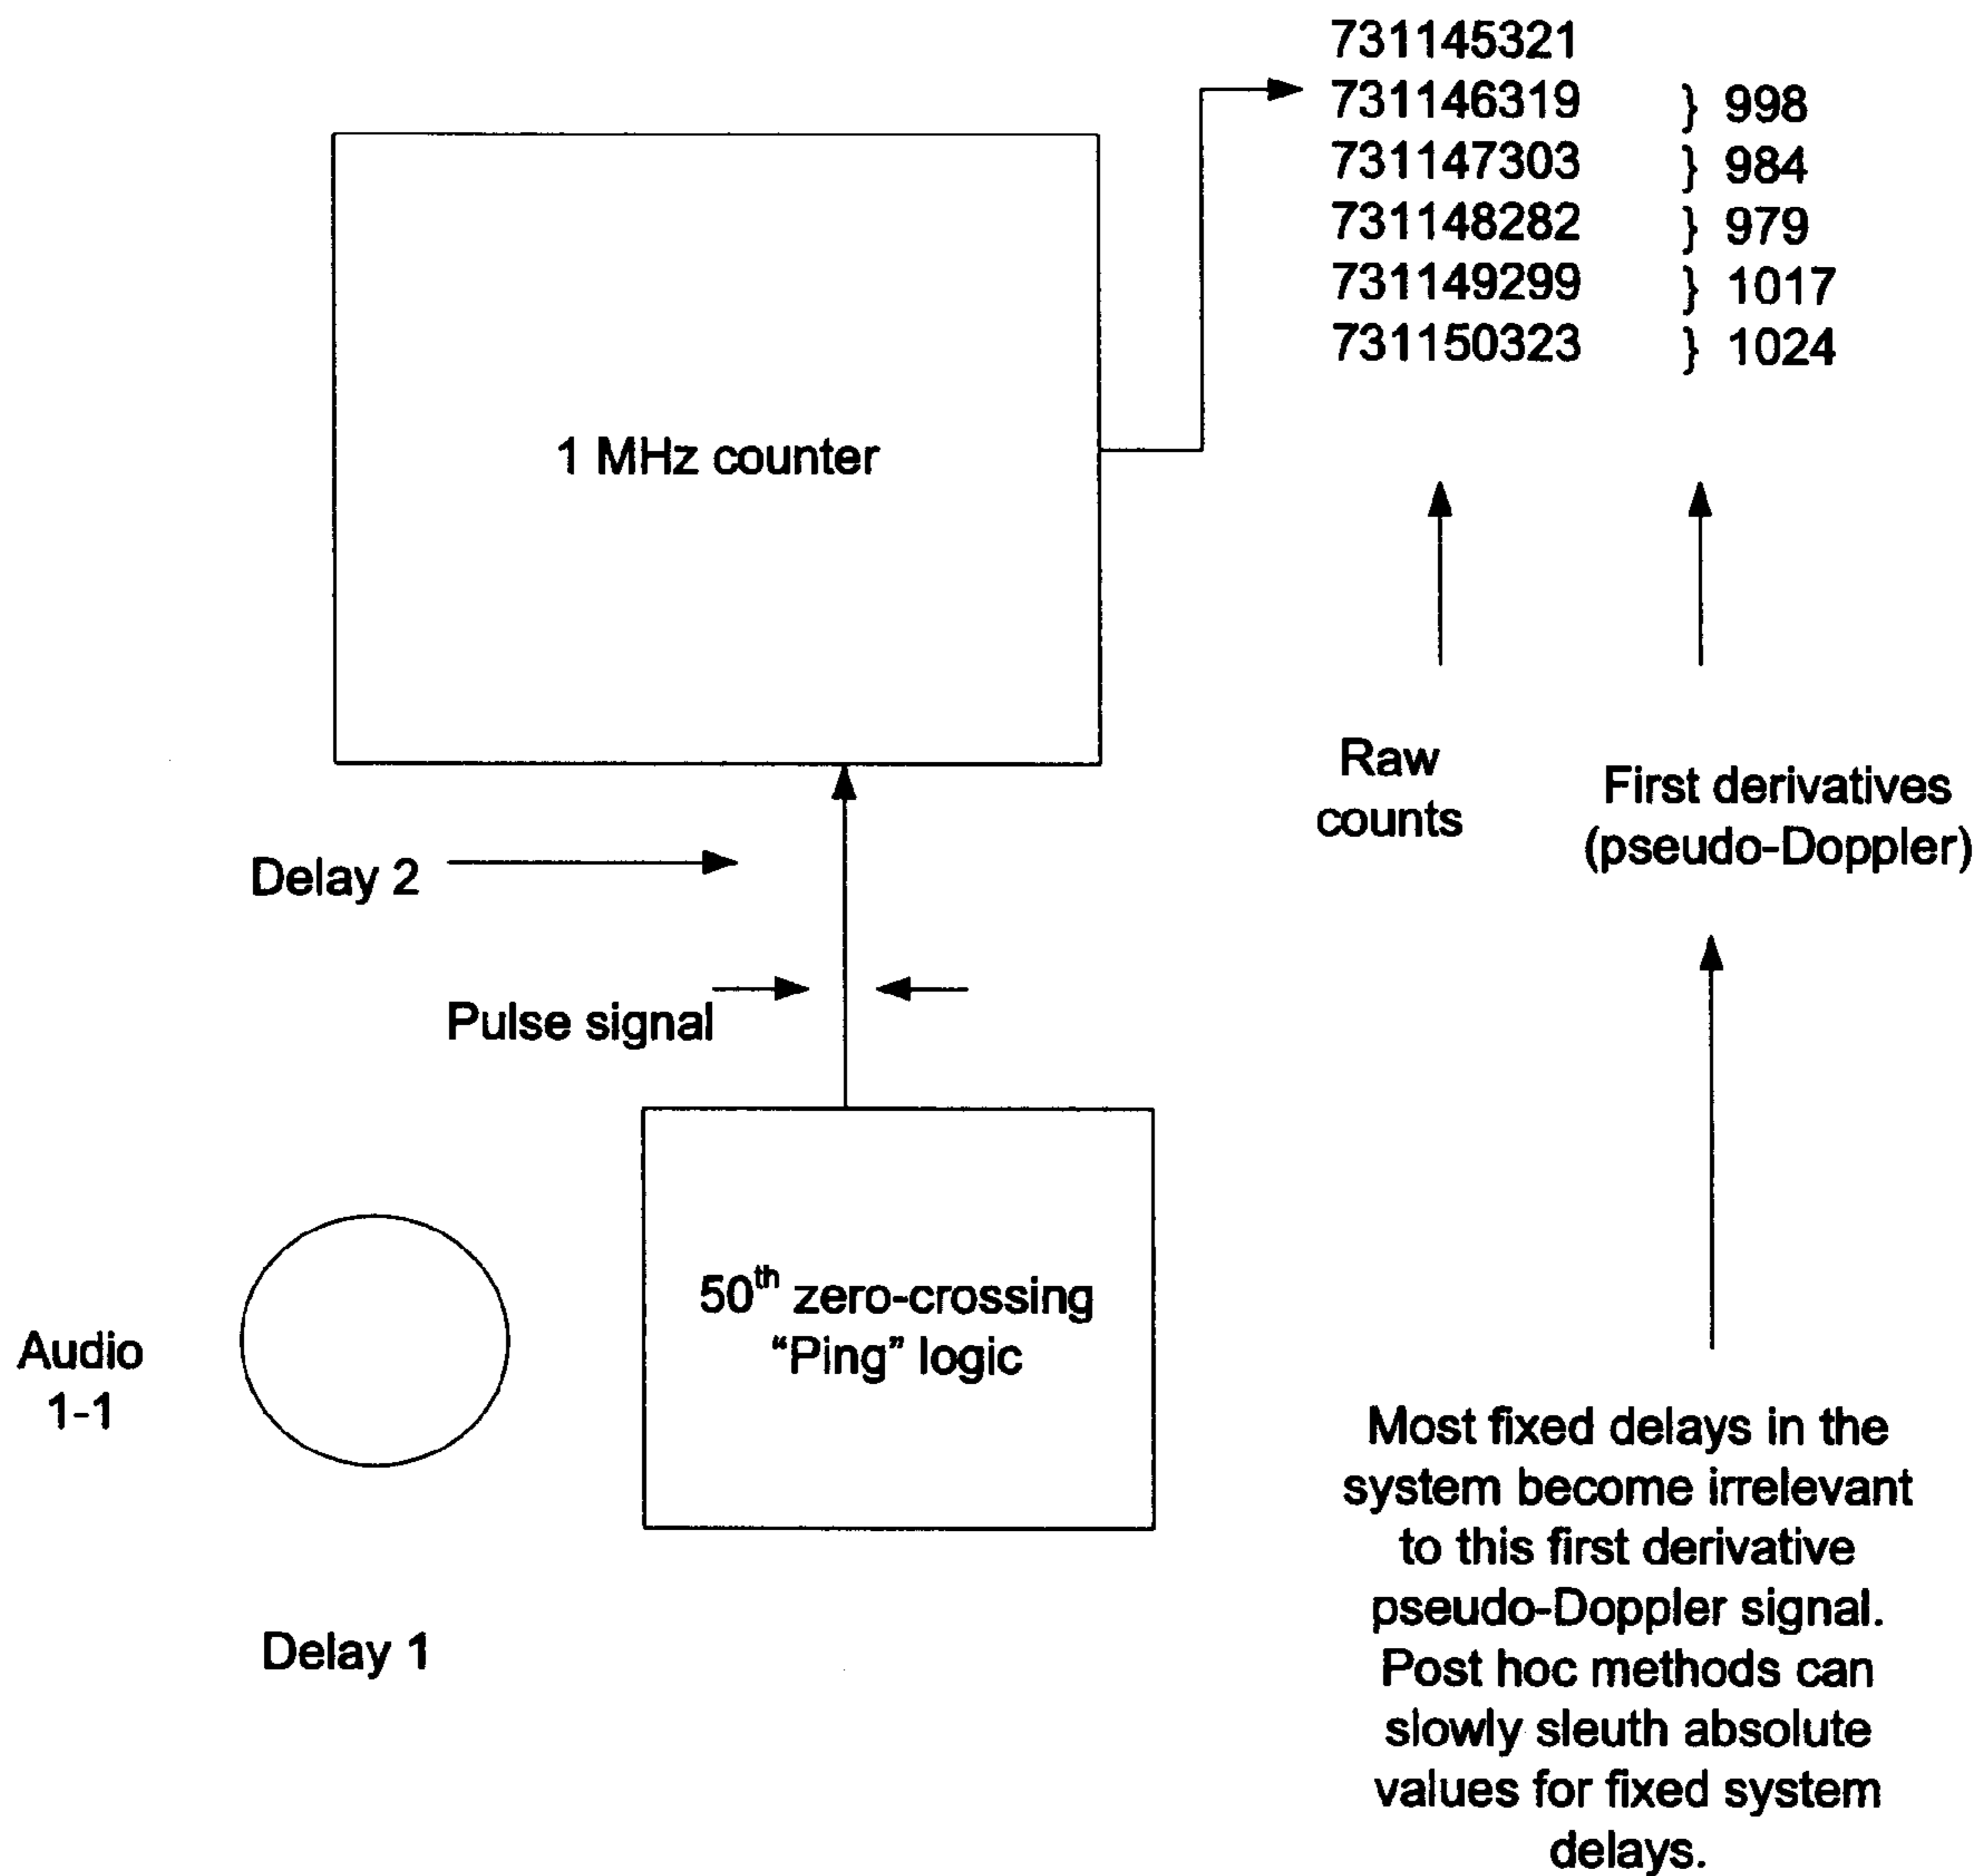 731145321
731146319 } 998
731147303 } 984
731148282 } 979
731149299 } 1017
731150323 } 1024
1 MHz counter
Raw
counts
First derivatives
(pseudo-Doppler)
Delay 2
Pulse signal
50th zero-crossing
“Ping” logic
Audio
1-1
Delay 1
Most fixed delays in the
system become irrelevant
to this first derivative
pseudo-Doppler signal.
Post hoc methods can
slowly sleuth absolute
values for fixed system
delays.